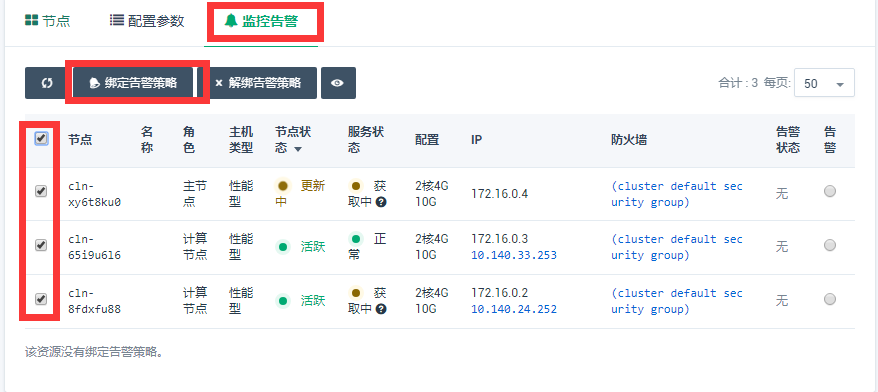 节点 配置参数 监控告警
绑定告警策略 解绑告警策略 合计 : 3 每页: 50
节点 名称 角色 主机类型 节点状态 服务状态 配置 IP 防火墙 告警状态 告警
cln-xy6t8ku0 主节点 性能型 更新中 获取中 2核4G 10G 172.16.0.4 (cluster default security group) 无
cln-65i9u6l6 计算节点 性能型 活跃 正常 2核4G 10G 172.16.0.3 10.140.33.253 (cluster default security group) 无
cln-8fdxfu88 计算节点 性能型 活跃 获取中 2核4G 10G 172.16.0.2 10.140.24.252 (cluster default security group) 无
该资源没有绑定告警策略。